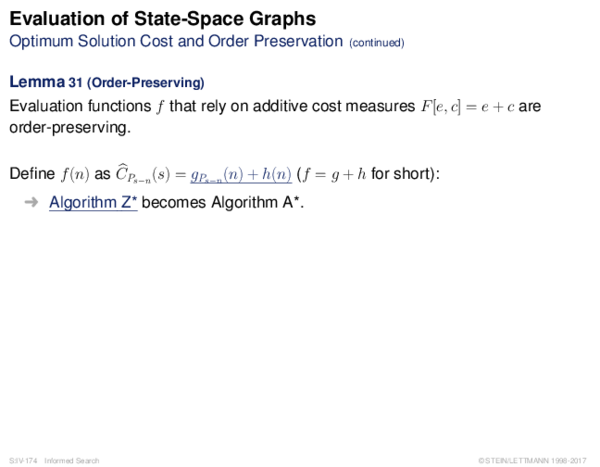 Evaluation of State-Space Graphs
Optimum Solution Cost and Order Preservation (continued)
Lemma 31 (Order-Preserving)
Evaluation functions f that rely on additive cost measures F[e, c] = e + c are
order-preserving.
Define f(n) as Ĉ_{P_{s−n}}(s) = g_{P_{s−n}}(n) + h(n) (f = g + h for short):
➜ Algorithm Z* becomes Algorithm A*.
S:IV-174 Informed Search
©STEIN/LETTMANN 1998-2017